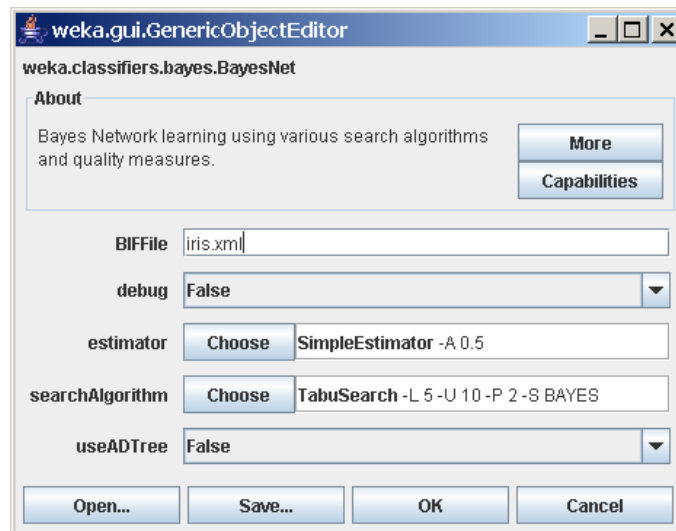 weka.gui.GenericObjectEditor
weka.classifiers.bayes.BayesNet
About
Bayes Network learning using various search algorithms
and quality measures.
More
Capabilities
BIFFile iris.xml
debug False
estimator Choose SimpleEstimator -A 0.5
searchAlgorithm Choose TabuSearch -L 5 -U 10 -P 2 -S BAYES
useADTree False
Open... Save... OK Cancel